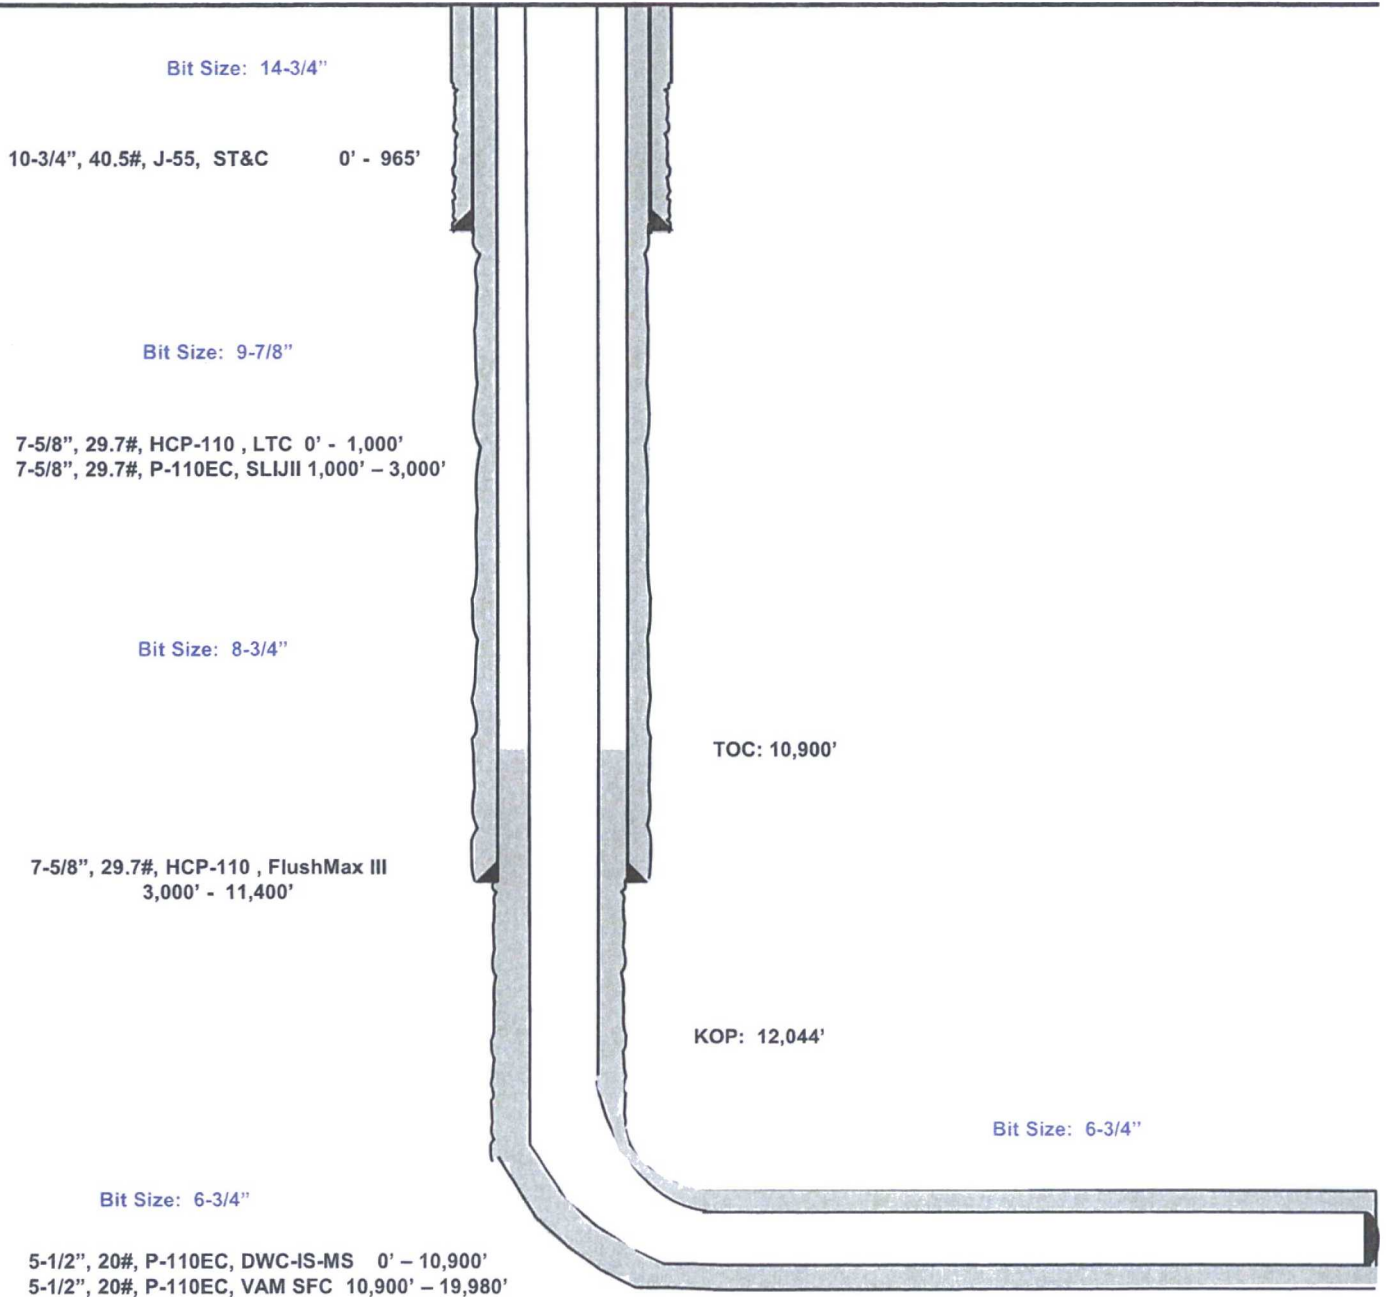 Bit Size: 14-3/4”
10-3/4”, 40.5#, J-55, ST&C 0’ - 965’
Bit Size: 9-7/8”
7-5/8”, 29.7#, HCP-110 , LTC 0’ - 1,000’
7-5/8”, 29.7#, P-110EC, SLIJII 1,000’ – 3,000’
Bit Size: 8-3/4”
TOC: 10,900’
7-5/8”, 29.7#, HCP-110 , FlushMax III
3,000’ - 11,400’
KOP: 12,044’
Bit Size: 6-3/4”
Bit Size: 6-3/4”
5-1/2”, 20#, P-110EC, DWC-IS-MS 0’ – 10,900’
5-1/2”, 20#, P-110EC, VAM SFC 10,900’ – 19,980’